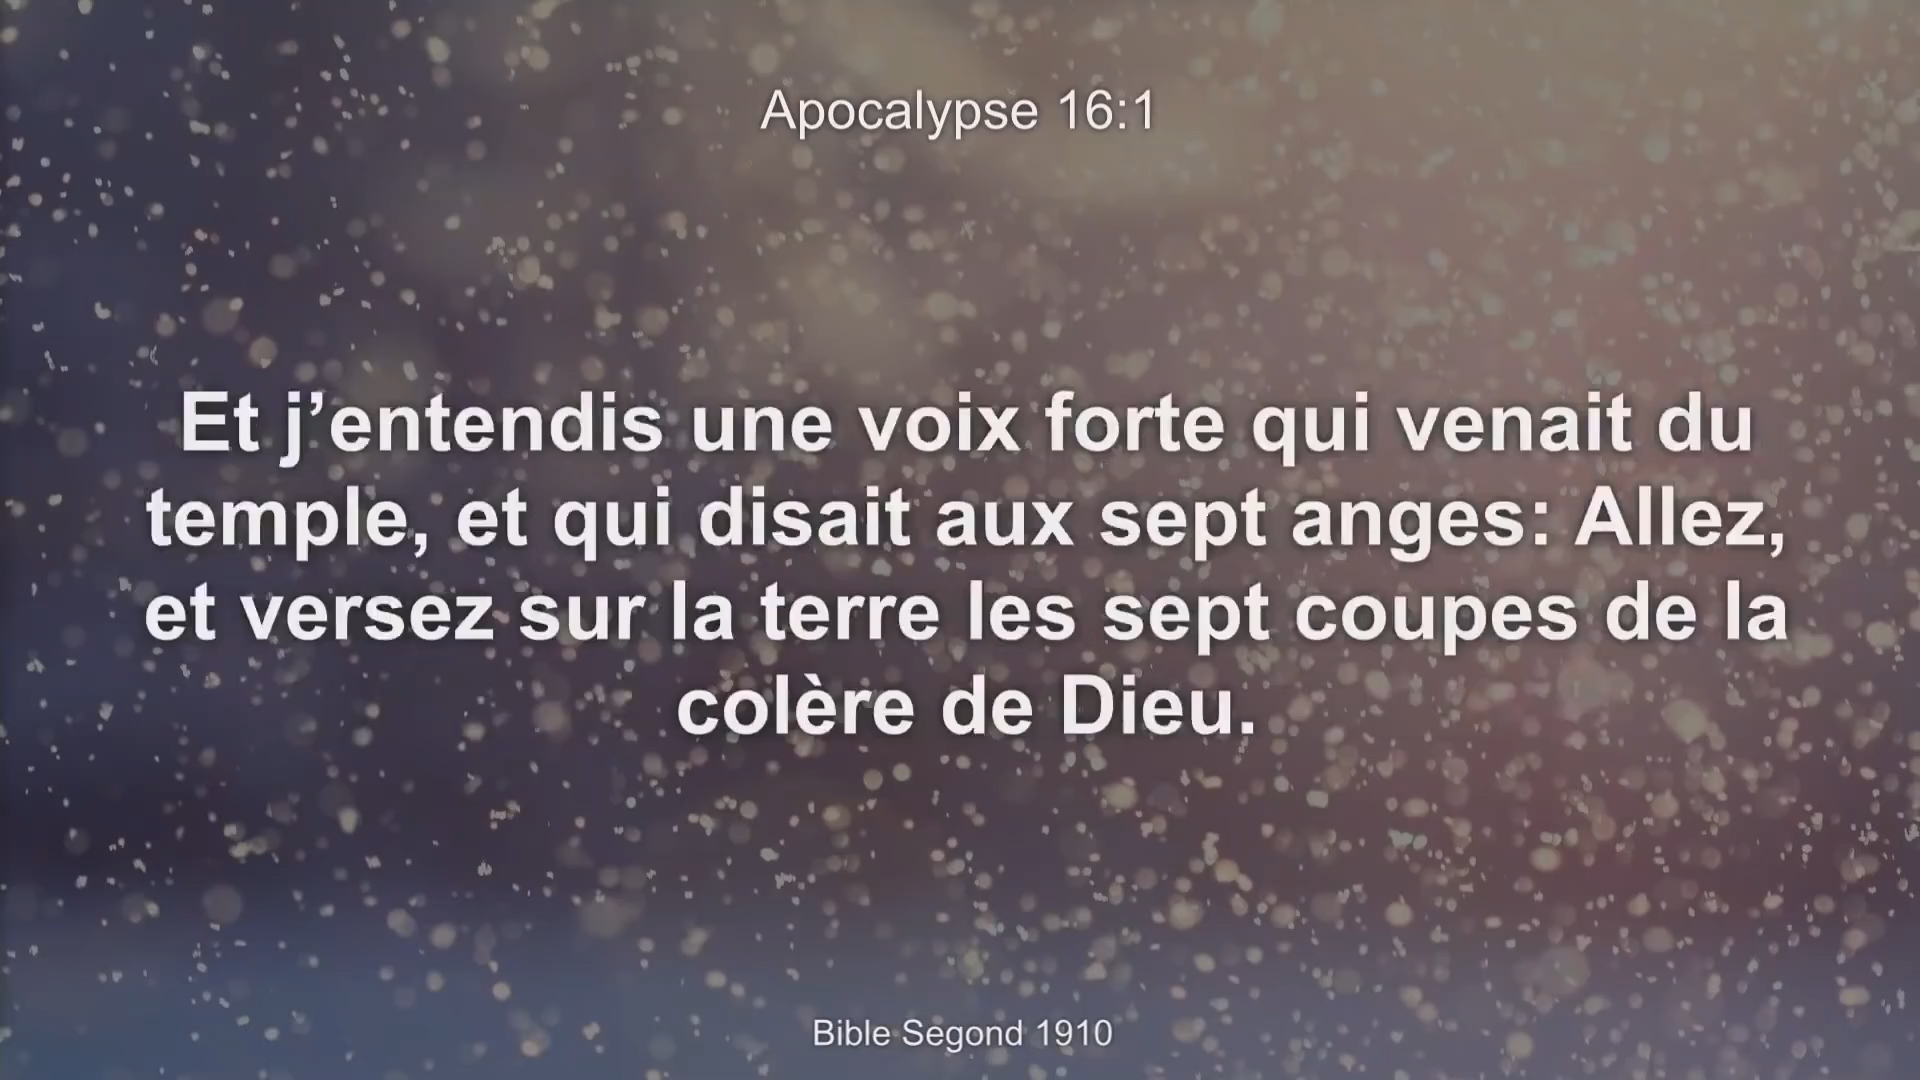 Apocalypse 16:1
Et j’entendis une voix forte qui venait du
temple, et qui disait aux sept anges: Allez,
et versez sur la terre les sept coupes de la
colère de Dieu.
Bible Segond 1910